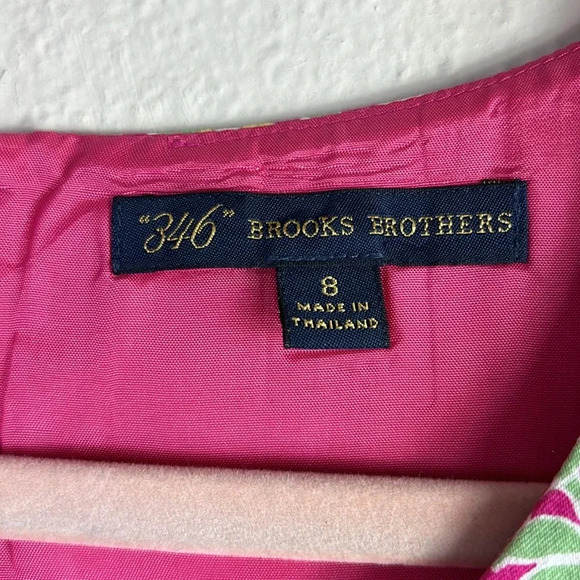 "346" BROOKS BROTHERS
8
MADE IN
THAILAND